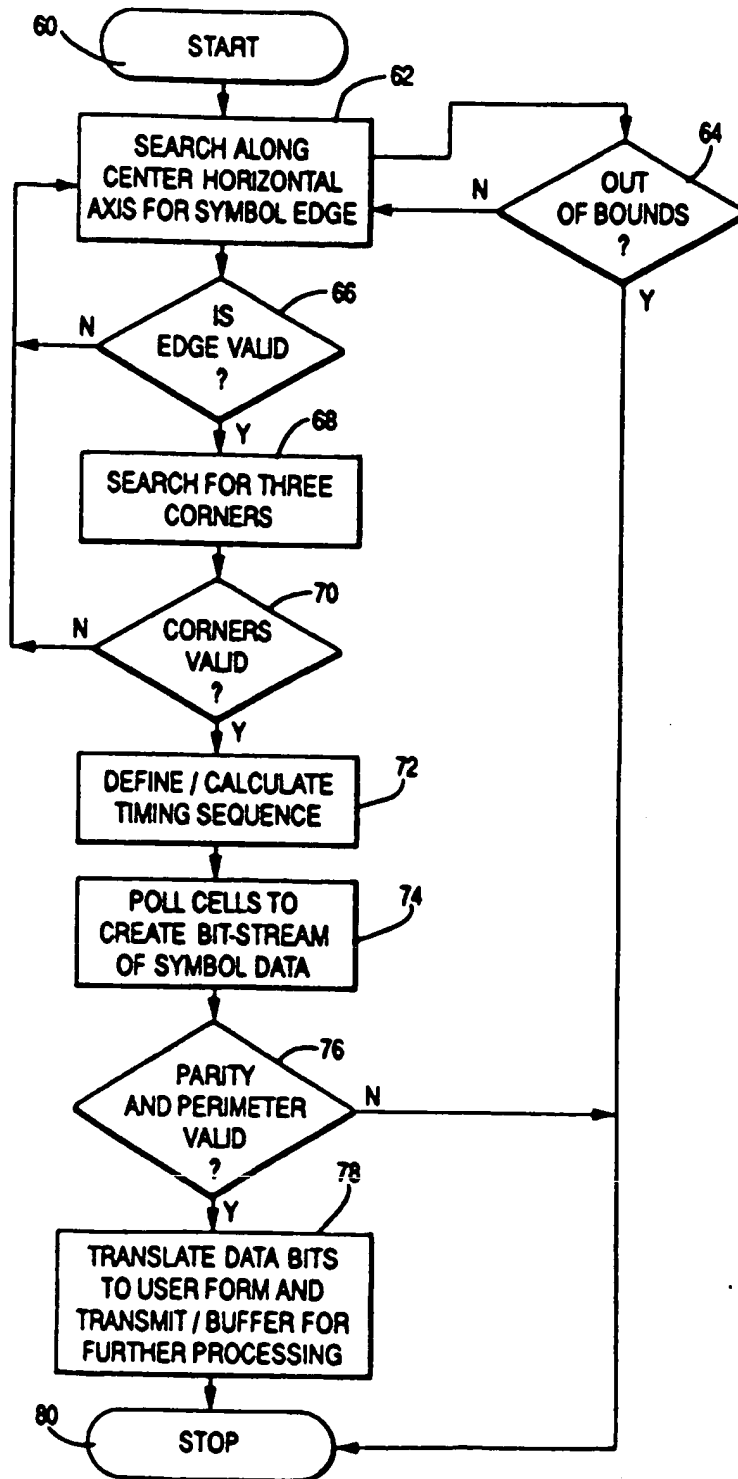 60
START
62
SEARCH ALONG
CENTER HORIZONTAL
AXIS FOR SYMBOL EDGE
64
OUT
OF BOUNDS
?
N
Y
66
IS
EDGE VALID
?
N
Y
68
SEARCH FOR THREE
CORNERS
70
CORNERS
VALID
?
N
Y
72
DEFINE / CALCULATE
TIMING SEQUENCE
74
POLL CELLS TO
CREATE BIT-STREAM
OF SYMBOL DATA
76
PARITY
AND PERIMETER
VALID
?
N
Y
78
TRANSLATE DATA BITS
TO USER FORM AND
TRANSMIT / BUFFER FOR
FURTHER PROCESSING
80
STOP